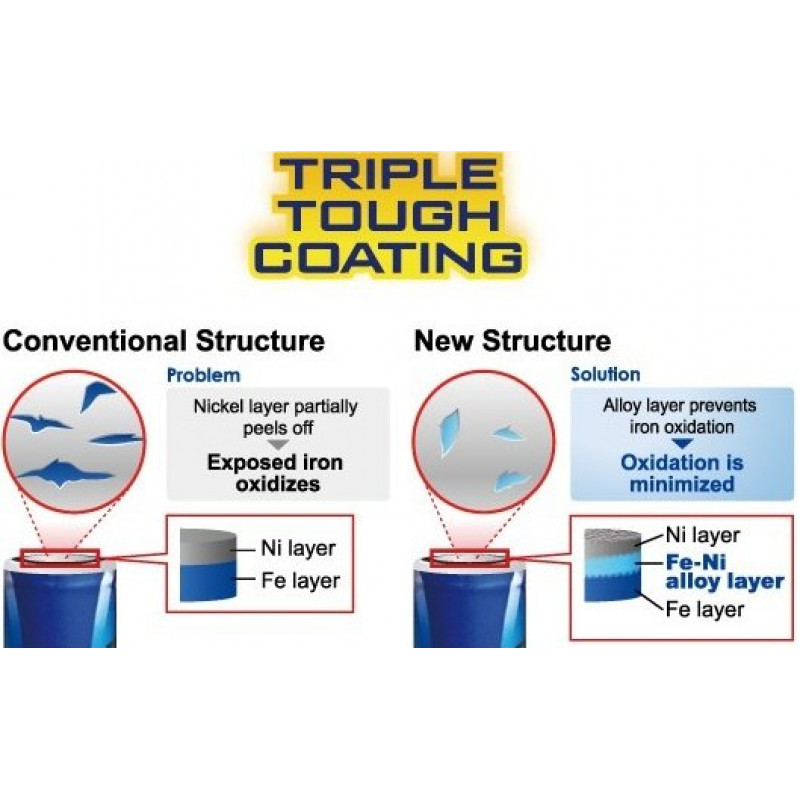 TRIPLE
TOUGH
COATING
Conventional Structure
Problem
Nickel layer partially
peels off
Exposed iron
oxidizes
Ni layer
Fe layer
New Structure
Solution
Alloy layer prevents
iron oxidation
Oxidation is
minimized
Ni layer
Fe-Ni
alloy layer
Fe layer